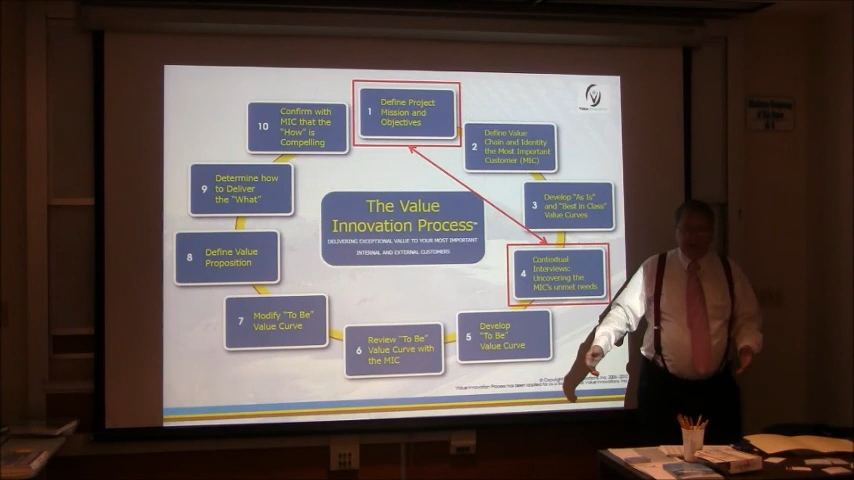 The Value
Innovation Process™
DELIVERING EXCEPTIONAL VALUE TO YOUR MOST IMPORTANT
INTERNAL AND EXTERNAL CUSTOMERS
1
Define Project
Mission and
Objectives
2
Define Value
Chain and Identity
the Most Important
Customer (MIC)
3
Develop "As Is"
and "Best in Class"
Value Curves
4
Contextual
Interviews:
Uncovering the
MIC's unmet needs
5
Develop
"To Be"
Value Curve
6
Review "To Be"
Value Curve with
the MIC
7
Modify "To Be"
Value Curve
8
Define Value
Proposition
9
Determine how
to Deliver
the "What"
10
Confirm with
MIC that the
"How" is
Compelling